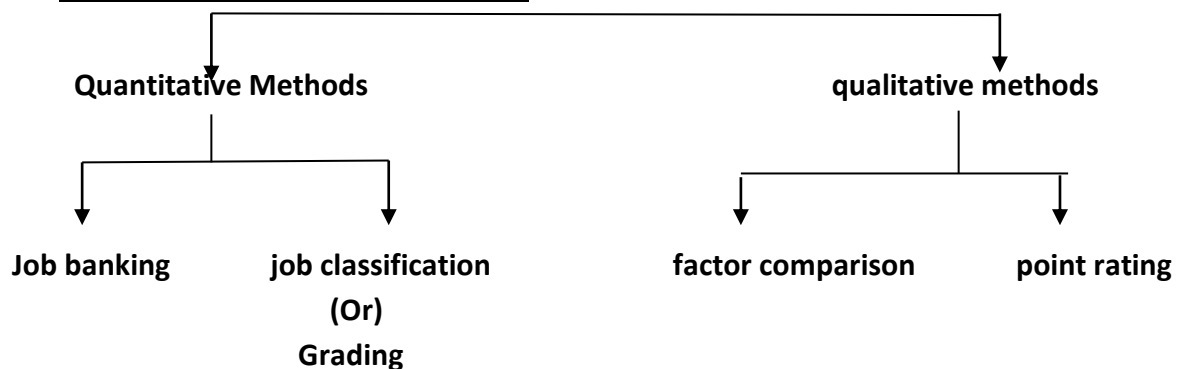 Quantitative Methods qualitative methods
Job banking job classification factor comparison point rating
(Or)
Grading